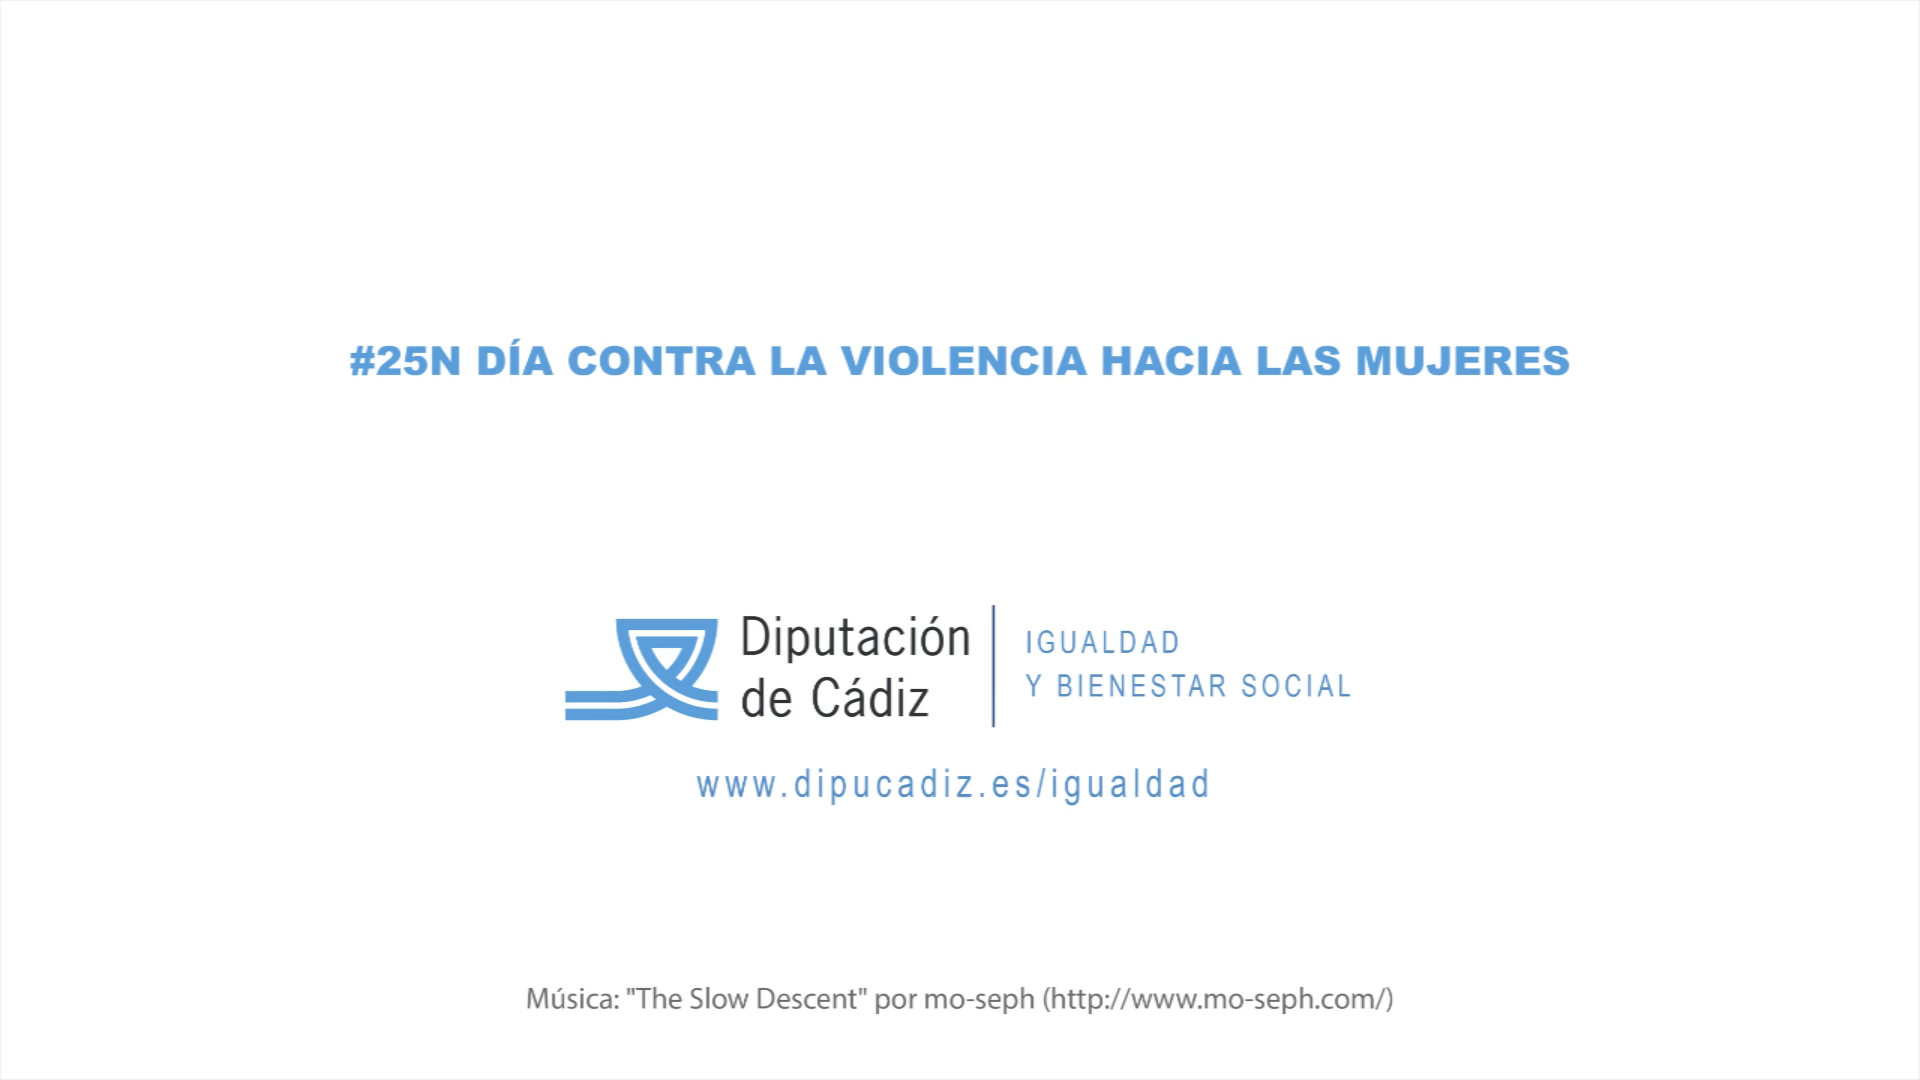 #25N DÍA CONTRA LA VIOLENCIA HACIA LAS MUJERES
Diputación
de Cádiz
IGUALDAD
Y BIENESTAR SOCIAL
www.dipucadiz.es/igualdad
Música: "The Slow Descent" por mo-seph (http://www.mo-seph.com/)